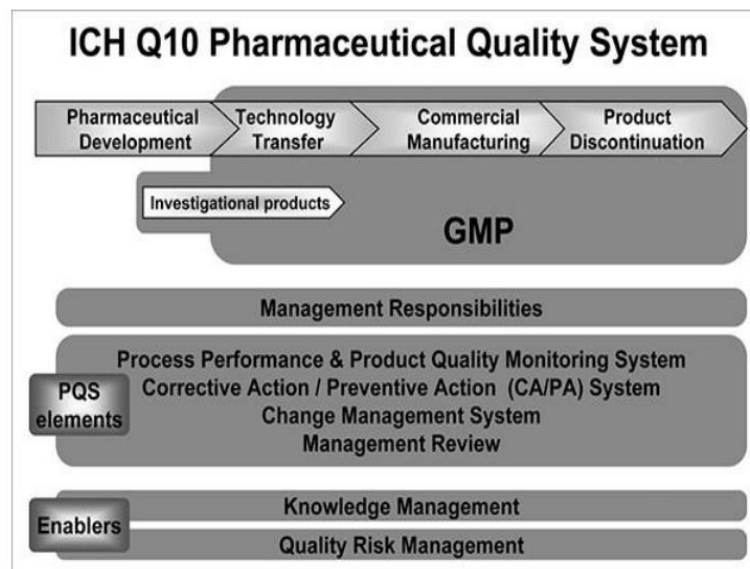 ICH Q10 Pharmaceutical Quality System
Pharmaceutical
Development
Technology
Transfer
Commercial
Manufacturing
Product
Discontinuation
Investigational products
GMP
Management Responsibilities
PQS
elements
Process Performance & Product Quality Monitoring System
Corrective Action / Preventive Action (CA/PA) System
Change Management System
Management Review
Enablers
Knowledge Management
Quality Risk Management